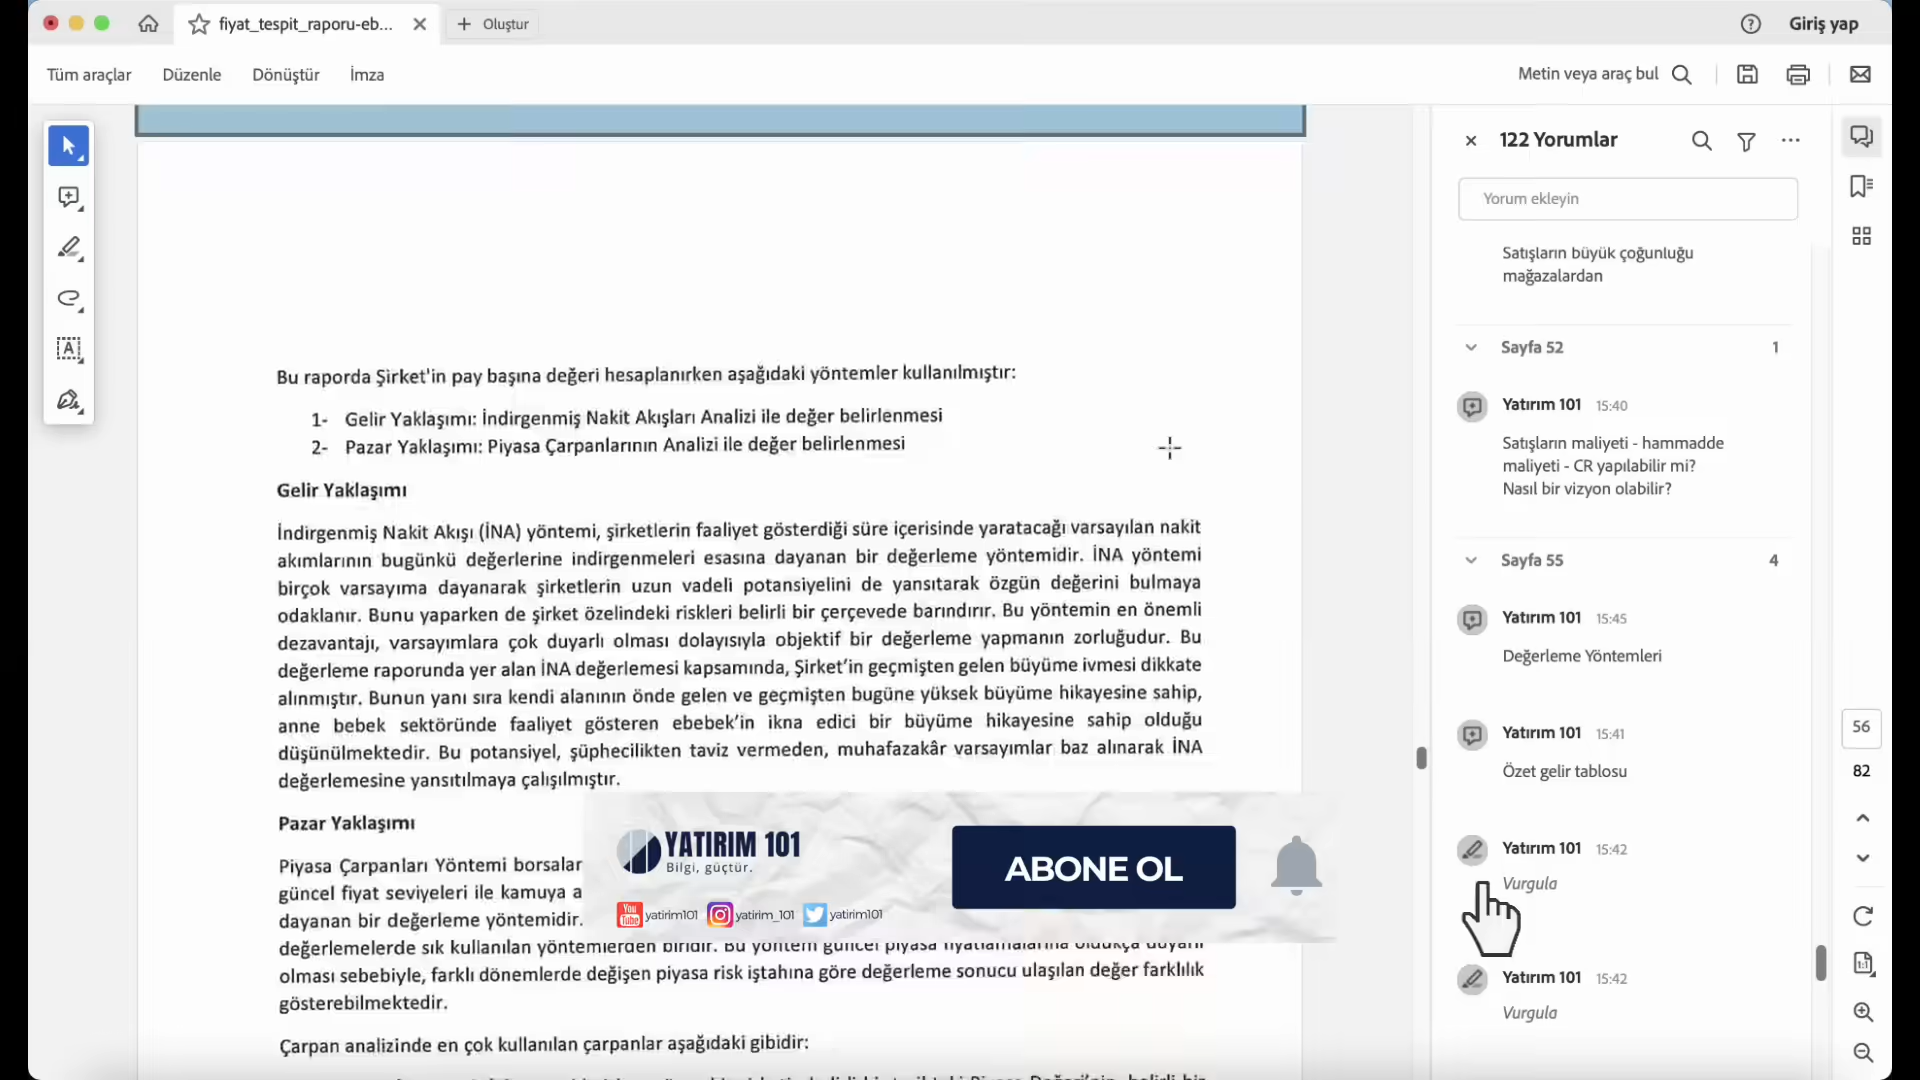 fiyat_tespit_raporu-eb...
Oluştur
Giriş yap
Tüm araçlar
Düzenle
Dönüştür
İmza
Metin veya araç bul
Bu raporda Şirket'in pay başına değeri hesaplanırken aşağıdaki yöntemler kullanılmıştır:
1- Gelir Yaklaşımı: İndirgenmiş Nakit Akışları Analizi ile değer belirlenmesi
2- Pazar Yaklaşımı: Piyasa Çarpanlarının Analizi ile değer belirlenmesi
Gelir Yaklaşımı
İndirgenmiş Nakit Akışı (İNA) yöntemi, şirketlerin faaliyet gösterdiği süre içerisinde yaratacağı varsayılan nakit
akımlarının bugünkü değerlerine indirgenmeleri esasına dayanan bir değerleme yöntemidir. İNA yöntemi
birçok varsayıma dayanarak şirketlerin uzun vadeli potansiyelini de yansıtarak özgün değerini bulmaya
odaklanır. Bunu yaparken de şirket özelindeki riskleri belirli bir çerçevede barındırır. Bu yöntemin en önemli
dezavantajı, varsayımlara çok duyarlı olması dolayısıyla objektif bir değerleme yapmanın zorluğudur. Bu
değerleme raporunda yer alan İNA değerlemesi kapsamında, Şirket'in geçmişten gelen büyüme ivmesi dikkate
alınmıştır. Bunun yanı sıra kendi alanının önde gelen ve geçmişten bugüne yüksek büyüme hikayesine sahip,
anne bebek sektöründe faaliyet gösteren ebebek'in ikna edici bir büyüme hikayesine sahip olduğu
düşünülmektedir. Bu potansiyel, şüphecilikten taviz vermeden, muhafazakâr varsayımlar baz alınarak İNA
değerlemesine yansıtılmaya çalışılmıştır.
Pazar Yaklaşımı
Piyasa Çarpanları Yöntemi borsalar
güncel fiyat seviyeleri ile kamuya a
dayanan bir değerleme yöntemidir.
değerlemelerde sık kullanılan yöntemlerden biridir. Bu yöntem güncel piyasa fiyatlamalarına oldukça duyarlı
olması sebebiyle, farklı dönemlerde değişen piyasa risk iştahına göre değerleme sonucu ulaşılan değer farklılık
gösterebilmektedir.
Çarpan analizinde en çok kullanılan çarpanlar aşağıdaki gibidir:
YATIRIM 101
Bilgi, güçtür.
You Tube yatirim101 yatirim_101 yatirim101
ABONE OL
122 Yorumlar
Yorum ekleyin
Satışların büyük çoğunluğu
mağazalardan
Sayfa 52 1
Yatırım 101 15:40
Satışların maliyeti - hammadde
maliyeti - CR yapılabilir mi?
Nasıl bir vizyon olabilir?
Sayfa 55 4
Yatırım 101 15:45
Değerleme Yöntemleri
Yatırım 101 15:41
Özet gelir tablosu
Yatırım 101 15:42
Vurgula
Yatırım 101 15:42
Vurgula
56
82